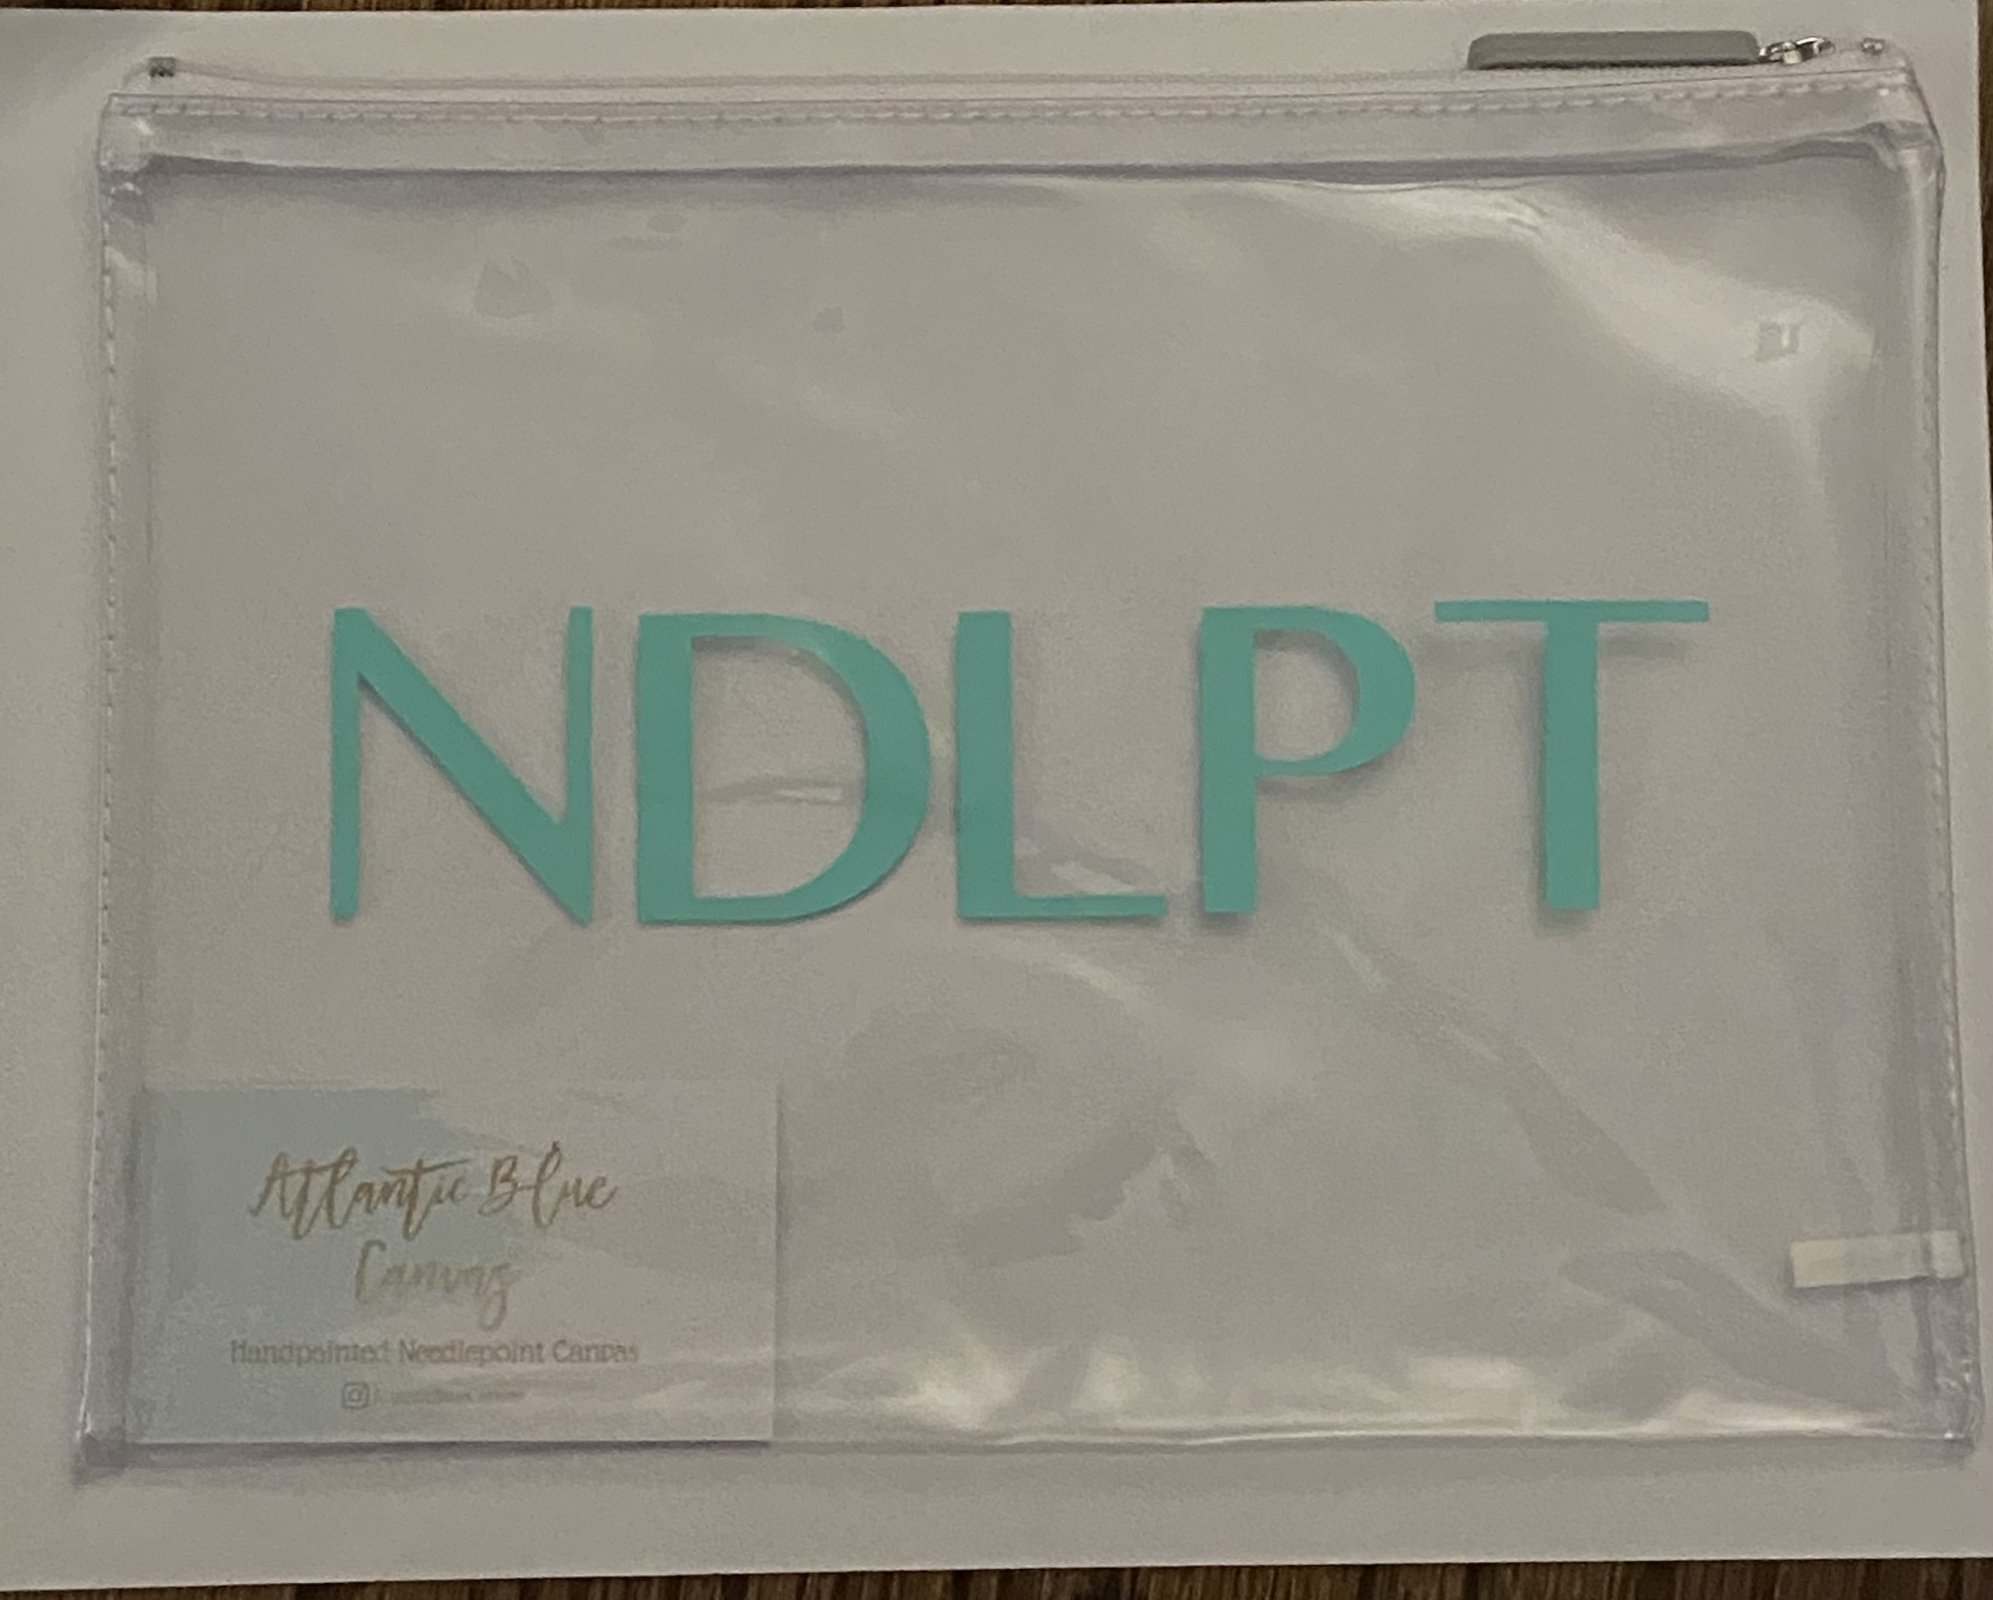 NDLPT
Atlantic Blue
Canvas
Handpainted Needlepoint Canvas